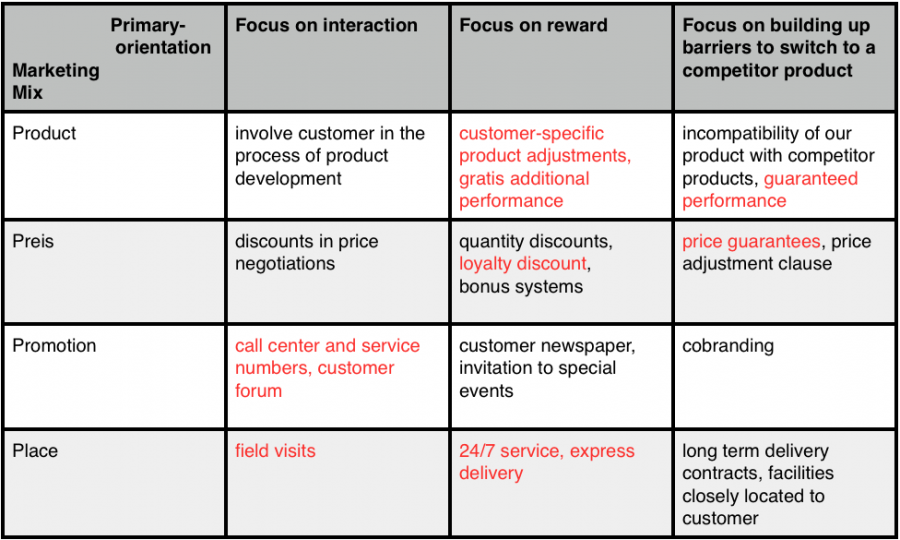 Primary-
orientation
Marketing
Mix
Focus on interaction
Focus on reward
Focus on building up
barriers to switch to a
competitor product
Product
involve customer in the
process of product
development
customer-specific
product adjustments,
gratis additional
performance
incompatibility of our
product with competitor
products, guaranteed
performance
Preis
discounts in price
negotiations
quantity discounts,
loyalty discount,
bonus systems
price guarantees, price
adjustment clause
Promotion
call center and service
numbers, customer
forum
customer newspaper,
invitation to special
events
cobranding
Place
field visits
24/7 service, express
delivery
long term delivery
contracts, facilities
closely located to
customer